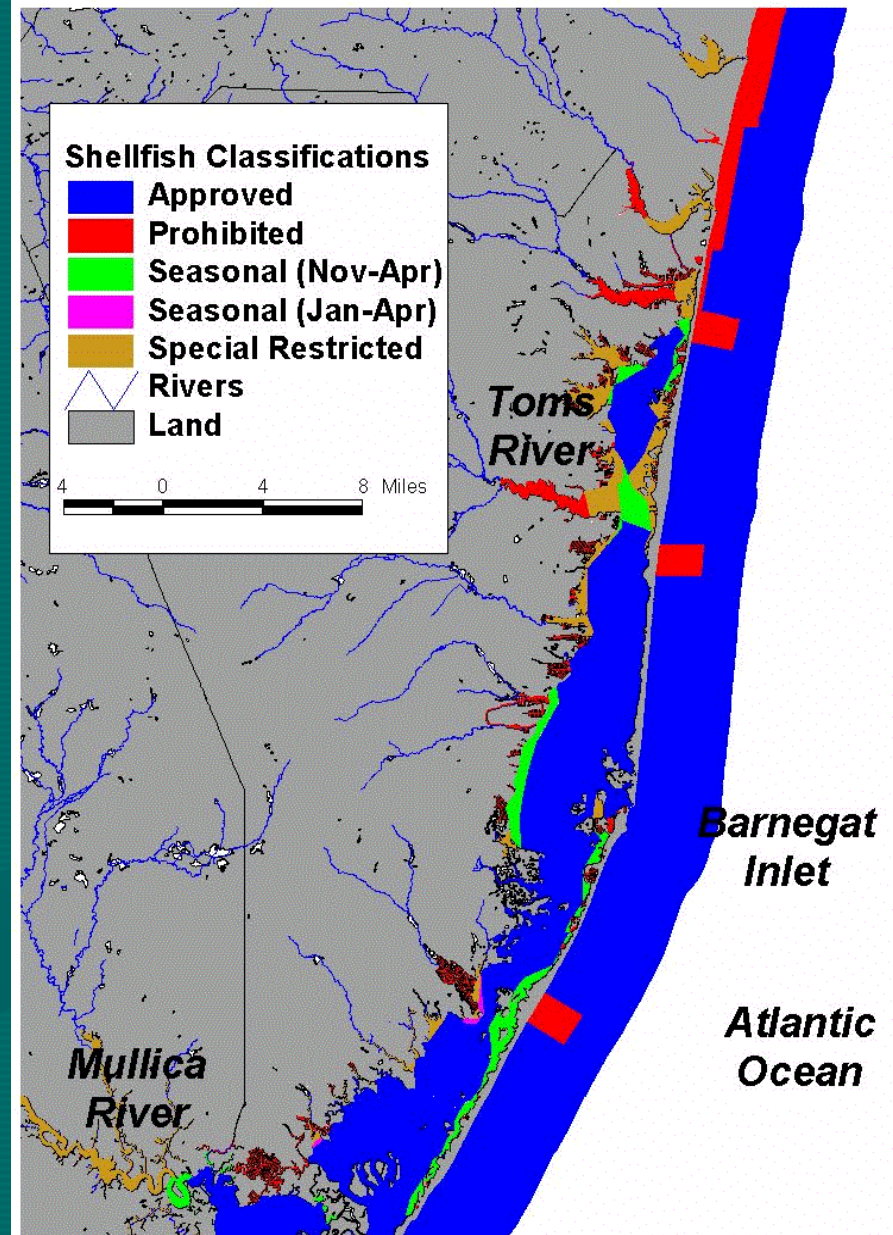 Shellfish Classifications
Approved
Prohibited
Seasonal (Nov-Apr)
Seasonal (Jan-Apr)
Special Restricted
Rivers
Land
4 0 4 8 Miles
Toms
River
Barnegat
Inlet
Atlantic
Ocean
Mullica
River